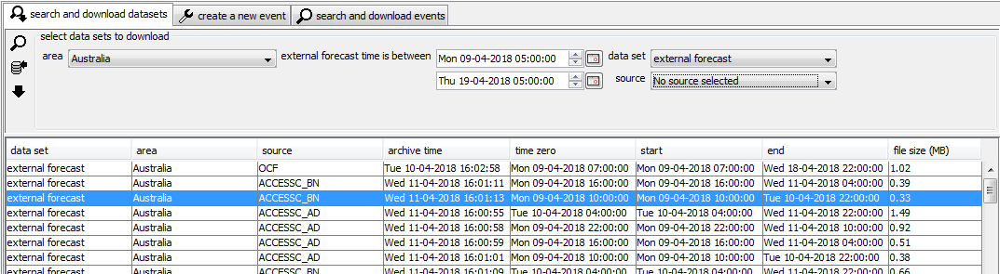 search and download datasets create a new event search and download events
select data sets to download
area Australia external forecast time is between Mon 09-04-2018 05:00:00 data set external forecast
Thu 19-04-2018 05:00:00 source No source selected
data set area source archive time time zero start end file size (MB)
external forecast Australia OCF Tue 10-04-2018 16:02:58 Mon 09-04-2018 07:00:00 Mon 09-04-2018 07:00:00 Wed 18-04-2018 22:00:00 1.02
external forecast Australia ACCESSC_BN Wed 11-04-2018 16:01:11 Mon 09-04-2018 16:00:00 Mon 09-04-2018 16:00:00 Wed 11-04-2018 04:00:00 0.39
external forecast Australia ACCESSC_BN Wed 11-04-2018 16:01:13 Mon 09-04-2018 10:00:00 Mon 09-04-2018 10:00:00 Tue 10-04-2018 22:00:00 0.33
external forecast Australia ACCESSC_AD Wed 11-04-2018 16:00:55 Tue 10-04-2018 04:00:00 Tue 10-04-2018 04:00:00 Wed 11-04-2018 22:00:00 1.49
external forecast Australia ACCESSC_AD Wed 11-04-2018 16:00:58 Mon 09-04-2018 22:00:00 Mon 09-04-2018 22:00:00 Wed 11-04-2018 10:00:00 0.92
external forecast Australia ACCESSC_AD Wed 11-04-2018 16:00:59 Mon 09-04-2018 16:00:00 Mon 09-04-2018 16:00:00 Wed 11-04-2018 04:00:00 0.51
external forecast Australia ACCESSC_AD Wed 11-04-2018 16:01:01 Mon 09-04-2018 10:00:00 Mon 09-04-2018 10:00:00 Tue 10-04-2018 22:00:00 0.38
external forecast Australia ACCESSC_BN Wed 11-04-2018 16:01:09 Mon 09-04-2018 22:00:00 Mon 09-04-2018 22:00:00 Wed 11-04-2018 10:00:00 0.66